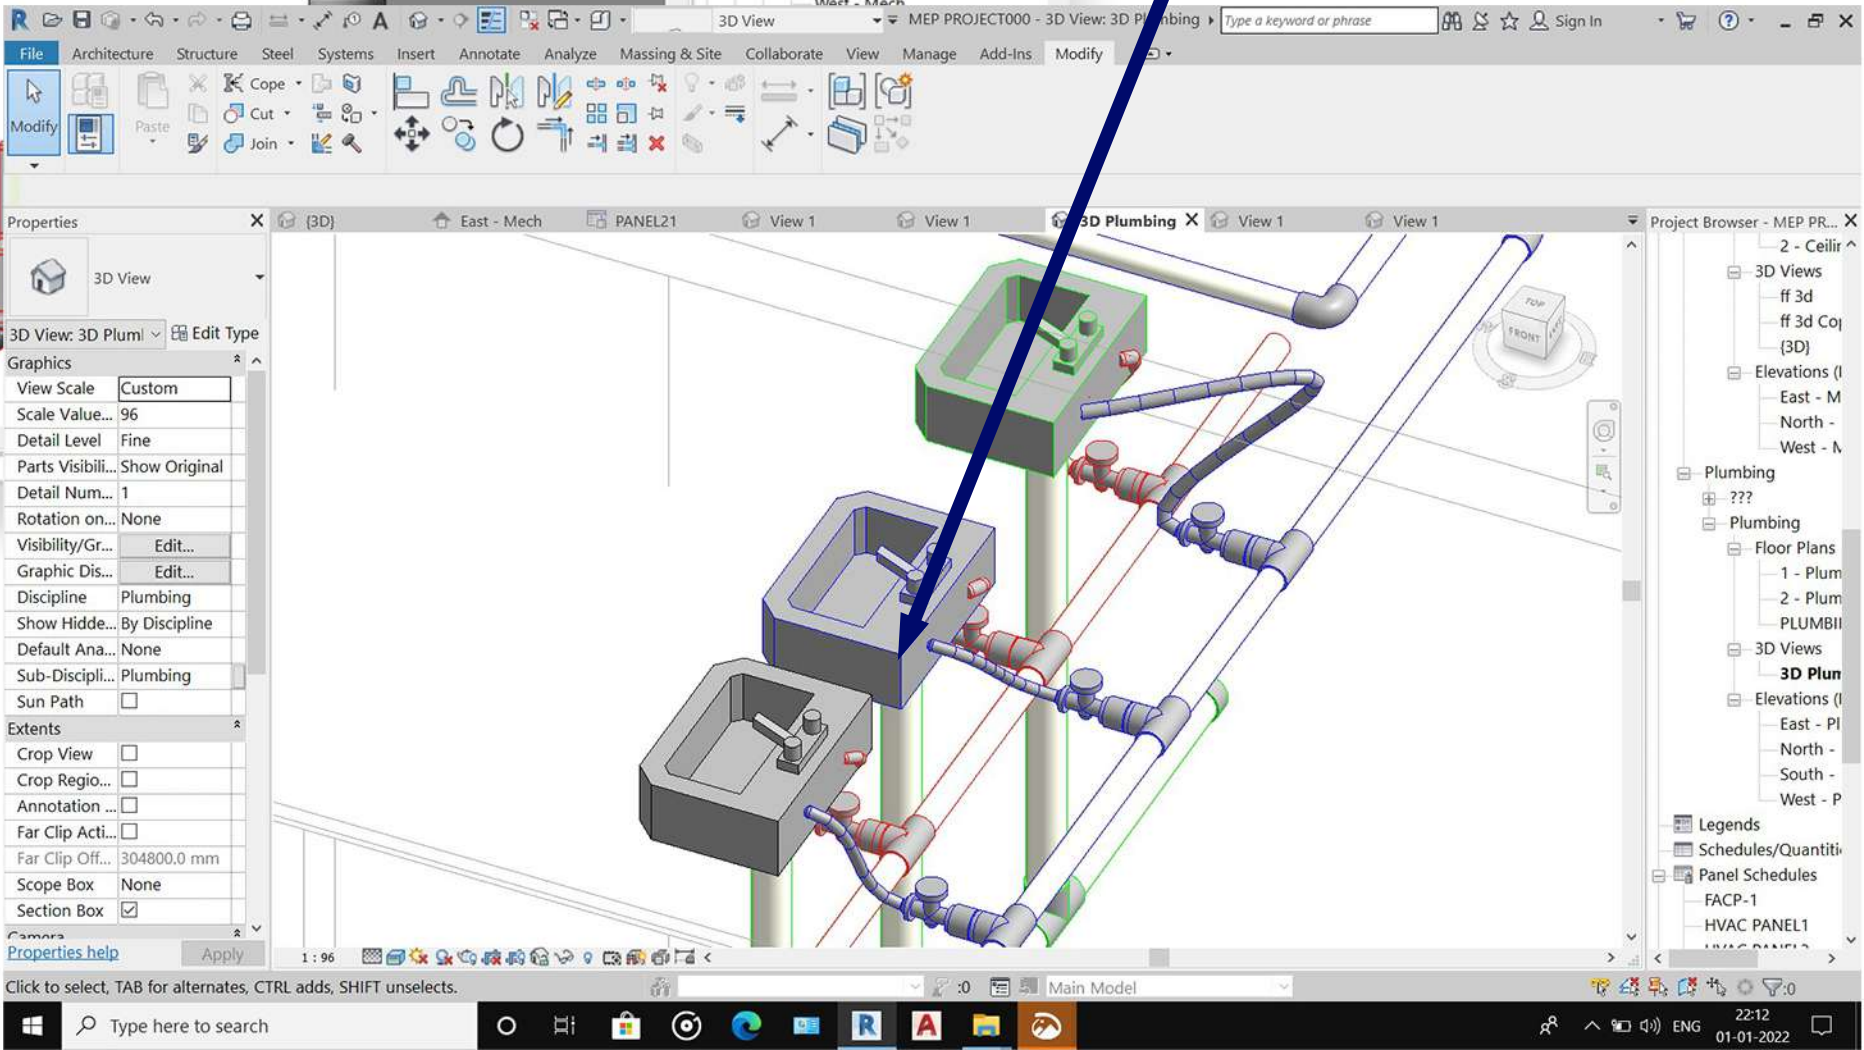 West - Mech
3D View
MEP PROJECT000 - 3D View: 3D Plumbing
Type a keyword or phrase
Sign In
File Architecture Structure Steel Systems Insert Annotate Analyze Massing & Site Collaborate View Manage Add-Ins Modify
Modify
Paste
Cope
Cut
Join
Properties
{3D}
East - Mech
PANEL21
View 1
View 1
3D Plumbing
View 1
View 1
Project Browser - MEP PR...
3D View
3D View: 3D Pluml
Edit Type
Graphics
View Scale Custom
Scale Value... 96
Detail Level Fine
Parts Visibili... Show Original
Detail Num... 1
Rotation on... None
Visibility/Gr... Edit...
Graphic Dis... Edit...
Discipline Plumbing
Show Hidde... By Discipline
Default Ana... None
Sub-Discipli... Plumbing
Sun Path
Extents
Crop View
Crop Regio...
Annotation ...
Far Clip Acti...
Far Clip Off... 304800.0 mm
Scope Box None
Section Box
Camera
Properties help
Apply
TOP
FRONT
2 - Ceilir
3D Views
ff 3d
ff 3d Co
{3D}
Elevations (
East - M
North -
West - M
Plumbing
???
Plumbing
Floor Plans
1 - Plum
2 - Plum
PLUMBI
3D Views
3D Plum
Elevations (
East - Pl
North -
South -
West - P
Legends
Schedules/Quantiti
Panel Schedules
FACP-1
HVAC PANEL1
HVAC PANEL2
1 : 96
Click to select, TAB for alternates, CTRL adds, SHIFT unselects.
:0
Main Model
:0
Type here to search
ENG
22:12
01-01-2022